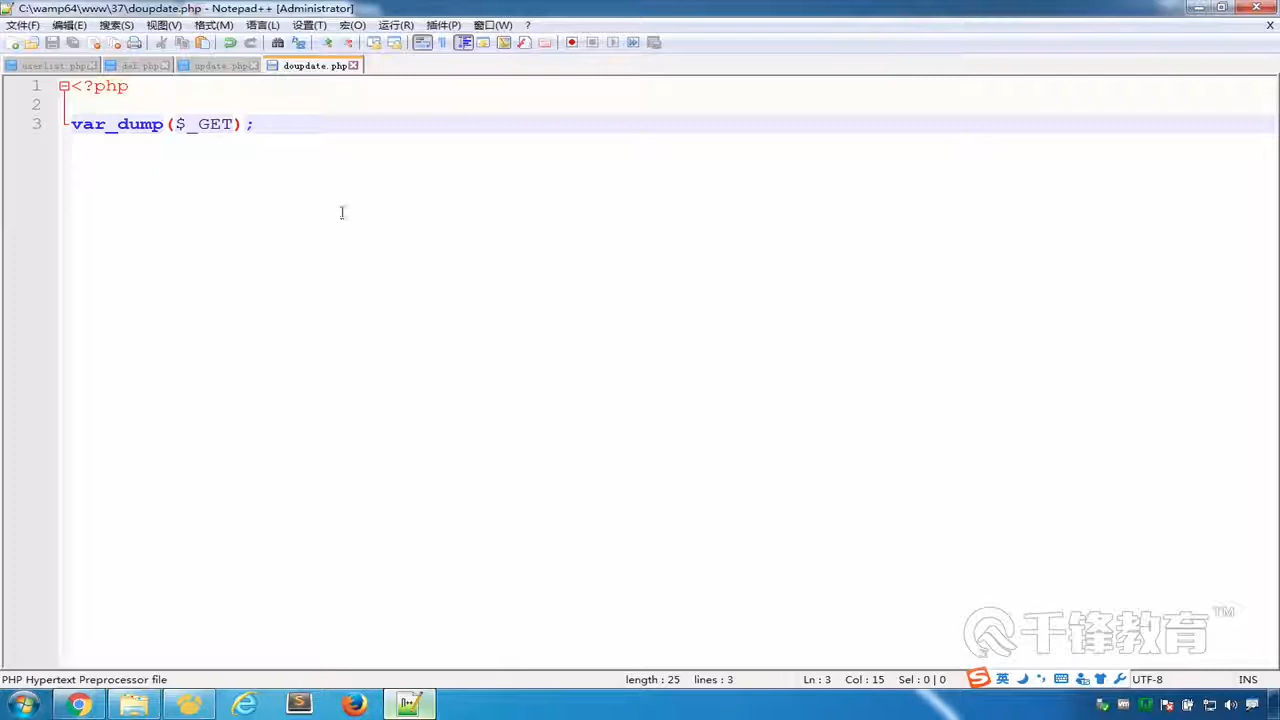 C:\wamp64\www\37\doupdate.php - Notepad++ [Administrator]
文件(F) 编辑(E) 搜索(S) 视图(V) 格式(M) 语言(L) 设置(T) 宏(O) 运行(R) 插件(P) 窗口(W) ?
userlist.php del.php update.php doupdate.php
1 <?php
2
3 var_dump($_GET);
千锋教育 TM
PHP Hypertext Preprocessor file length : 25 lines : 3 Ln : 3 Col : 15 Sel : 0 | 0 英 UTF-8 INS